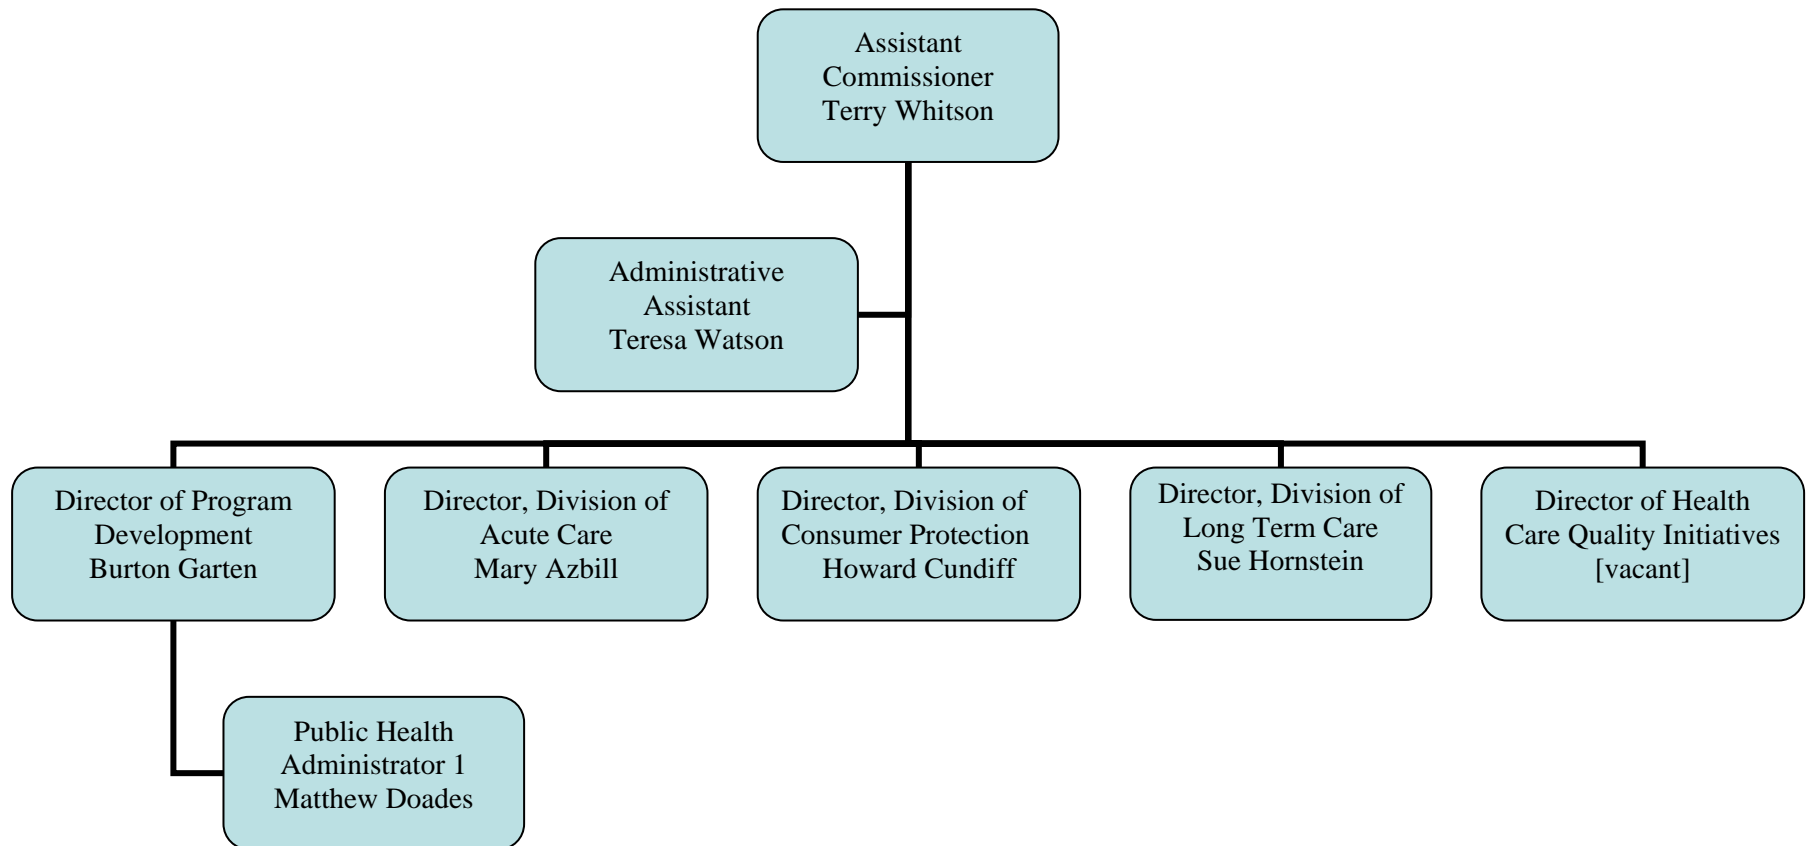 Assistant
Commissioner
Terry Whitson
Administrative
Assistant
Teresa Watson
Director of Program
Development
Burton Garten
Director, Division of
Acute Care
Mary Azbill
Director, Division of
Consumer Protection
Howard Cundiff
Director, Division of
Long Term Care
Sue Hornstein
Director of Health
Care Quality Initiatives
[vacant]
Public Health
Administrator 1
Matthew Doades